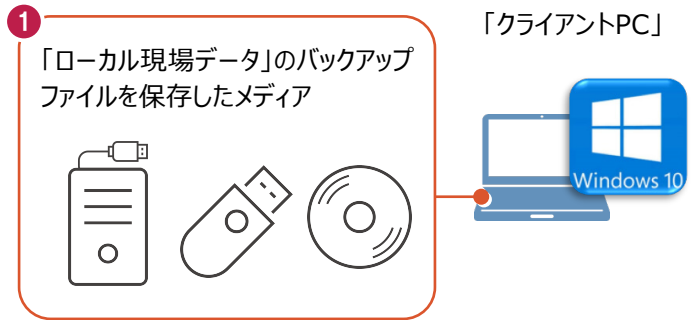 1
「クライアントPC」
「ローカル現場データ」のバックアップ
ファイルを保存したメディア
Windows 10